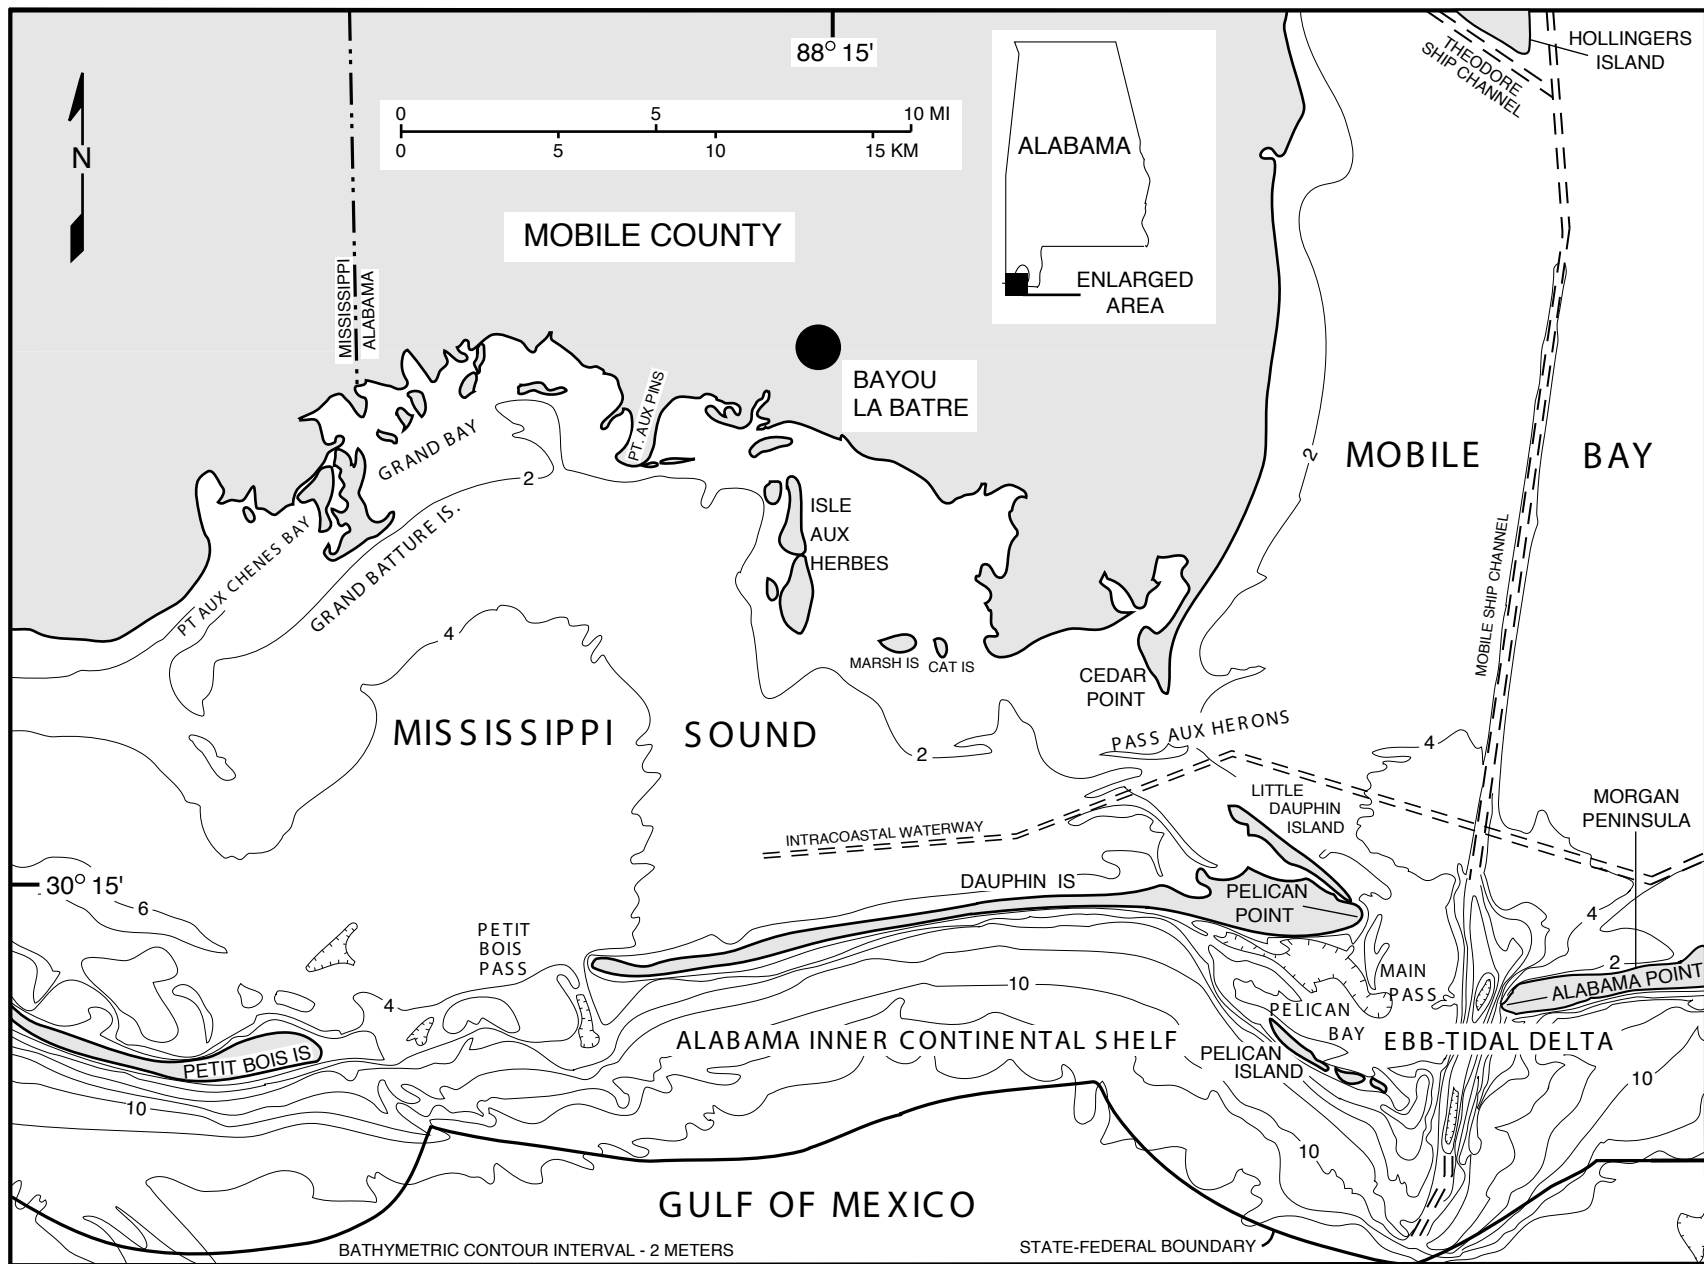 88° 15'
HOLLINGERS
ISLAND
THEODORE
SHIP CHANNEL
N
0 5 10 MI
0 5 10 15 KM
ALABAMA
ENLARGED
AREA
MOBILE COUNTY
MISSISSIPPI
ALABAMA
BAYOU
LA BATRE
PT. AUX PINS
GRAND BAY
2
2
MOBILE BAY
ISLE
AUX
HERBES
PT AUX CHENES BAY
GRAND BATTURE IS.
MOBILE SHIP CHANNEL
4
MARSH IS
CAT IS
CEDAR
POINT
MISSISSIPPI SOUND
PASS AUX HERONS
2
4
LITTLE
DAUPHIN
ISLAND
MORGAN
PENINSULA
INTRACOASTAL WATERWAY
30° 15'
DAUPHIN IS
PELICAN
POINT
6
4
PETIT
BOIS
PASS
2
MAIN
PASS
ALABAMA POINT
10
4
PELICAN
BAY
ALABAMA INNER CONTINENTAL SHELF
EBB-TIDAL DELTA
PETIT BOIS IS
PELICAN
ISLAND
10
10
10
GULF OF MEXICO
BATHYMETRIC CONTOUR INTERVAL - 2 METERS
STATE-FEDERAL BOUNDARY